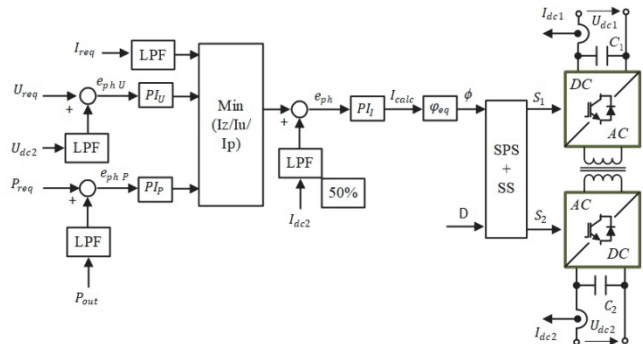 I_req
LPF
U_req
+
e_ph U
PI_U
U_dc2
LPF
P_req
+
e_ph P
PI_P
LPF
P_out
Min
(Iz/Iu/
Ip)
+
e_ph
PI_I
I_calc
φ_eq
ϕ
LPF
50%
I_dc2
D
SPS
+
SS
S_1
S_2
I_dc1
U_dc1
C_1
DC
AC
AC
DC
C_2
I_dc2
U_dc2